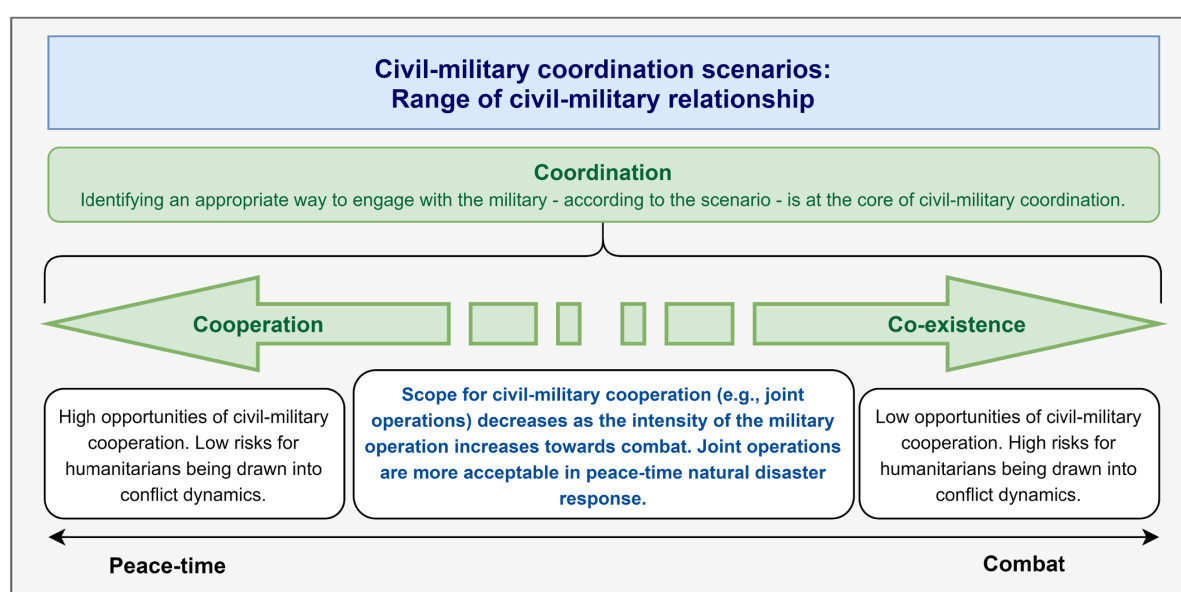 Civil-military coordination scenarios:
Range of civil-military relationship
Coordination
Identifying an appropriate way to engage with the military - according to the scenario - is at the core of civil-military coordination.
Cooperation
Co-existence
High opportunities of civil-military
cooperation. Low risks for
humanitarians being drawn into
conflict dynamics.
Scope for civil-military cooperation (e.g., joint
operations) decreases as the intensity of the military
operation increases towards combat. Joint operations
are more acceptable in peace-time natural disaster
response.
Low opportunities of civil-military
cooperation. High risks for
humanitarians being drawn into
conflict dynamics.
Peace-time
Combat